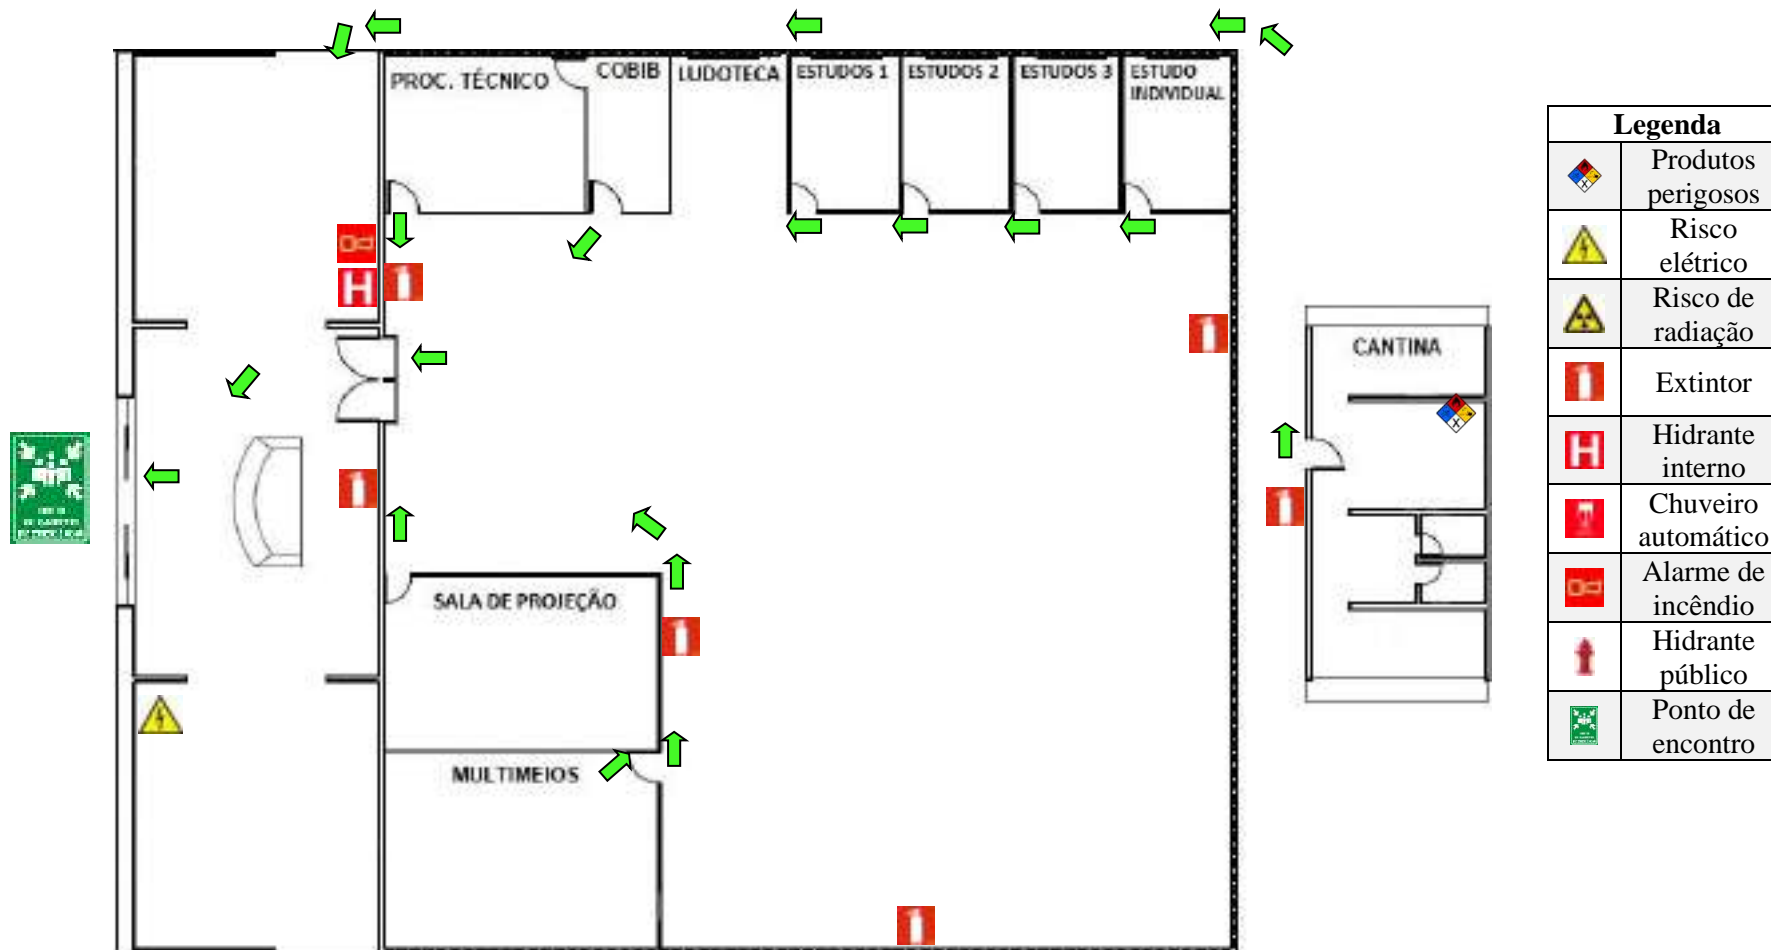 PROC. TÉCNICO
COBIB
LUDOTECA
ESTUDOS 1
ESTUDOS 2
ESTUDOS 3
ESTUDO
INDIVIDUAL
CANTINA
SALA DE PROJEÇÃO
MULTIMEIOS
H
X
Legenda
X
Produtos
perigosos
Risco
elétrico
Risco de
radiação
Extintor
H
Hidrante
interno
Chuveiro
automático
Alarme de
incêndio
Hidrante
público
Ponto de
encontro